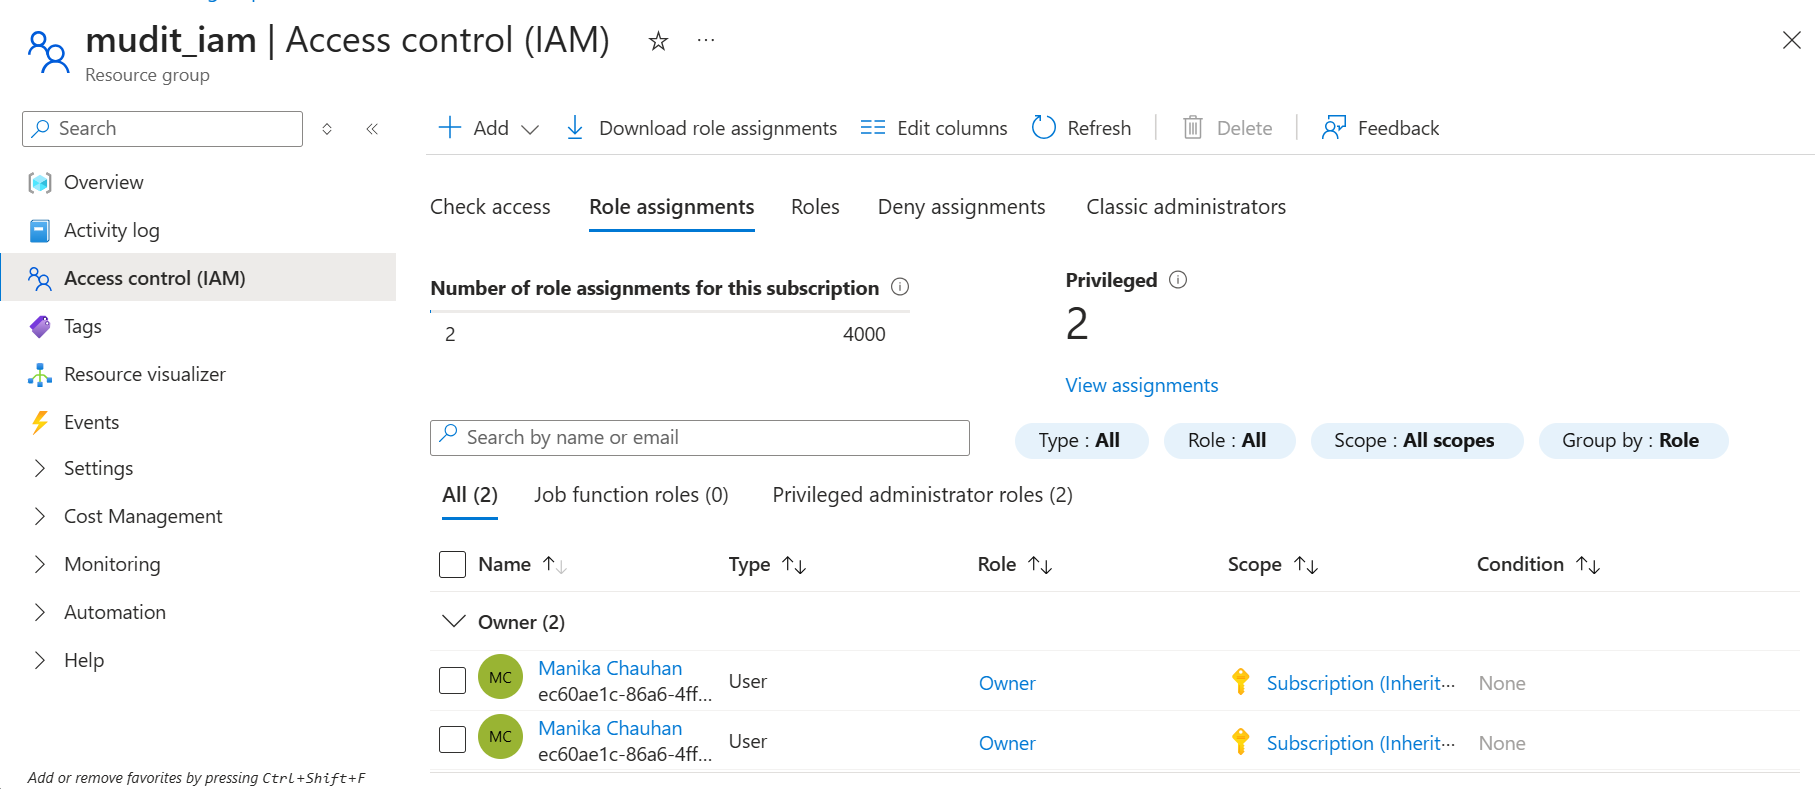 mudit_iam | Access control (IAM) ☆ ···
Resource group
Search
Overview
Activity log
Access control (IAM)
Tags
Resource visualizer
Events
Settings
Cost Management
Monitoring
Automation
Help
Add or remove favorites by pressing Ctrl+Shift+F
Add
Download role assignments
Edit columns
Refresh
Delete
Feedback
Check access
Role assignments
Roles
Deny assignments
Classic administrators
Number of role assignments for this subscription
2
4000
Privileged
2
View assignments
Search by name or email
Type : All
Role : All
Scope : All scopes
Group by : Role
All (2)
Job function roles (0)
Privileged administrator roles (2)
Name
Type
Role
Scope
Condition
Owner (2)
MC
Manika Chauhan
ec60ae1c-86a6-4ff...
User
Owner
Subscription (Inherit···
None
MC
Manika Chauhan
ec60ae1c-86a6-4ff...
User
Owner
Subscription (Inherit···
None